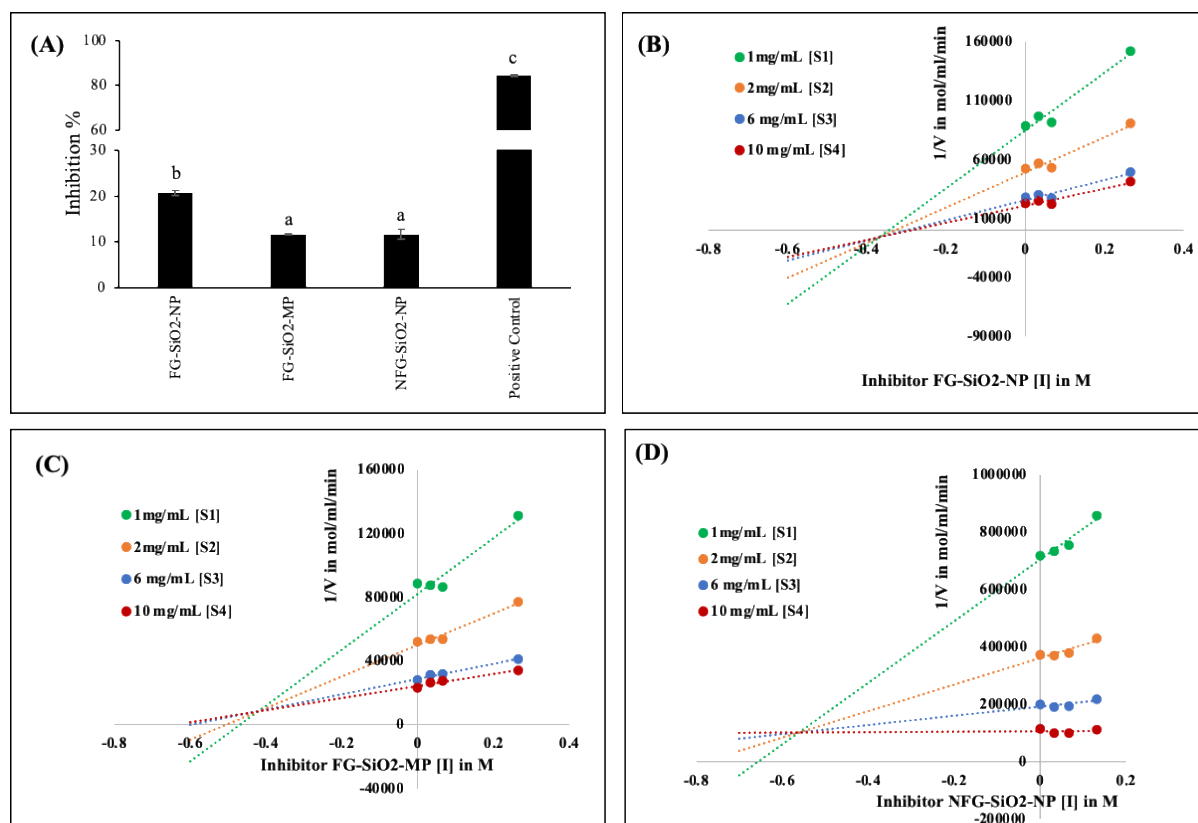 (A)
Inhibition %
100
80
60
30
20
10
0
b
a
a
c
FG-SiO2-NP
FG-SiO2-MP
NFG-SiO2-NP
Positive Control
(B)
1mg/mL [S1]
2mg/mL [S2]
6 mg/mL [S3]
10 mg/mL [S4]
1/V in mol/ml/min
160000
110000
60000
10000
-40000
-90000
-0.8
-0.6
-0.4
-0.2
0
0.2
0.4
Inhibitor FG-SiO2-NP [I] in M
(C)
1mg/mL [S1]
2mg/mL [S2]
6 mg/mL [S3]
10 mg/mL [S4]
1/V in mol/ml/min
160000
120000
80000
40000
0
-40000
-0.8
-0.6
-0.4
-0.2
0
0.2
0.4
Inhibitor FG-SiO2-MP [I] in M
(D)
1mg/mL [S1]
2mg/mL [S2]
6 mg/mL [S3]
10 mg/mL [S4]
1/V in mol/ml/min
1000000
800000
600000
400000
200000
0
-200000
-0.8
-0.6
-0.4
-0.2
0
0.2
Inhibitor NFG-SiO2-NP [I] in M